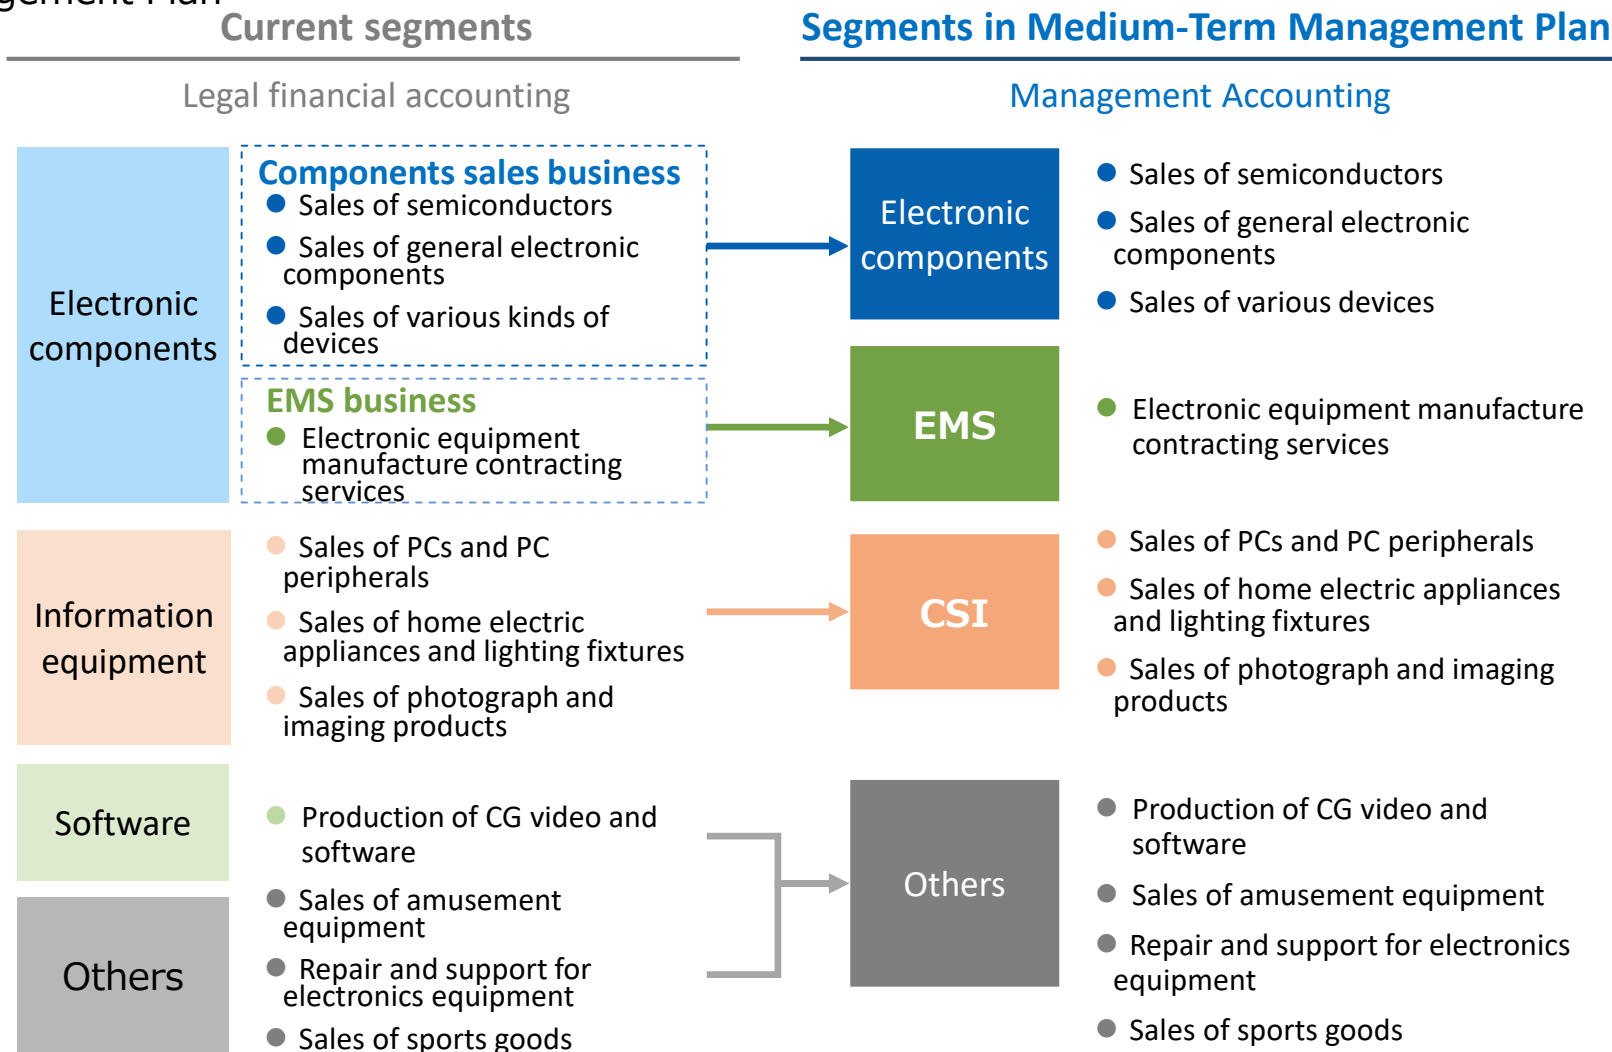 Current segments
Segments in Medium-Term Management Plan
Legal financial accounting
Management Accounting
Electronic
components
Components sales business
● Sales of semiconductors
● Sales of general electronic
components
● Sales of various kinds of
devices
EMS business
● Electronic equipment
manufacture contracting
services
Electronic
components
● Sales of semiconductors
● Sales of general electronic
components
● Sales of various devices
EMS
● Electronic equipment manufacture
contracting services
Information
equipment
● Sales of PCs and PC
peripherals
● Sales of home electric
appliances and lighting fixtures
● Sales of photograph and
imaging products
CSI
● Sales of PCs and PC peripherals
● Sales of home electric appliances
and lighting fixtures
● Sales of photograph and imaging
products
Software
● Production of CG video and
software
Others
● Sales of amusement
equipment
● Repair and support for
electronics equipment
● Sales of sports goods
Others
● Production of CG video and
software
● Sales of amusement equipment
● Repair and support for electronics
equipment
● Sales of sports goods